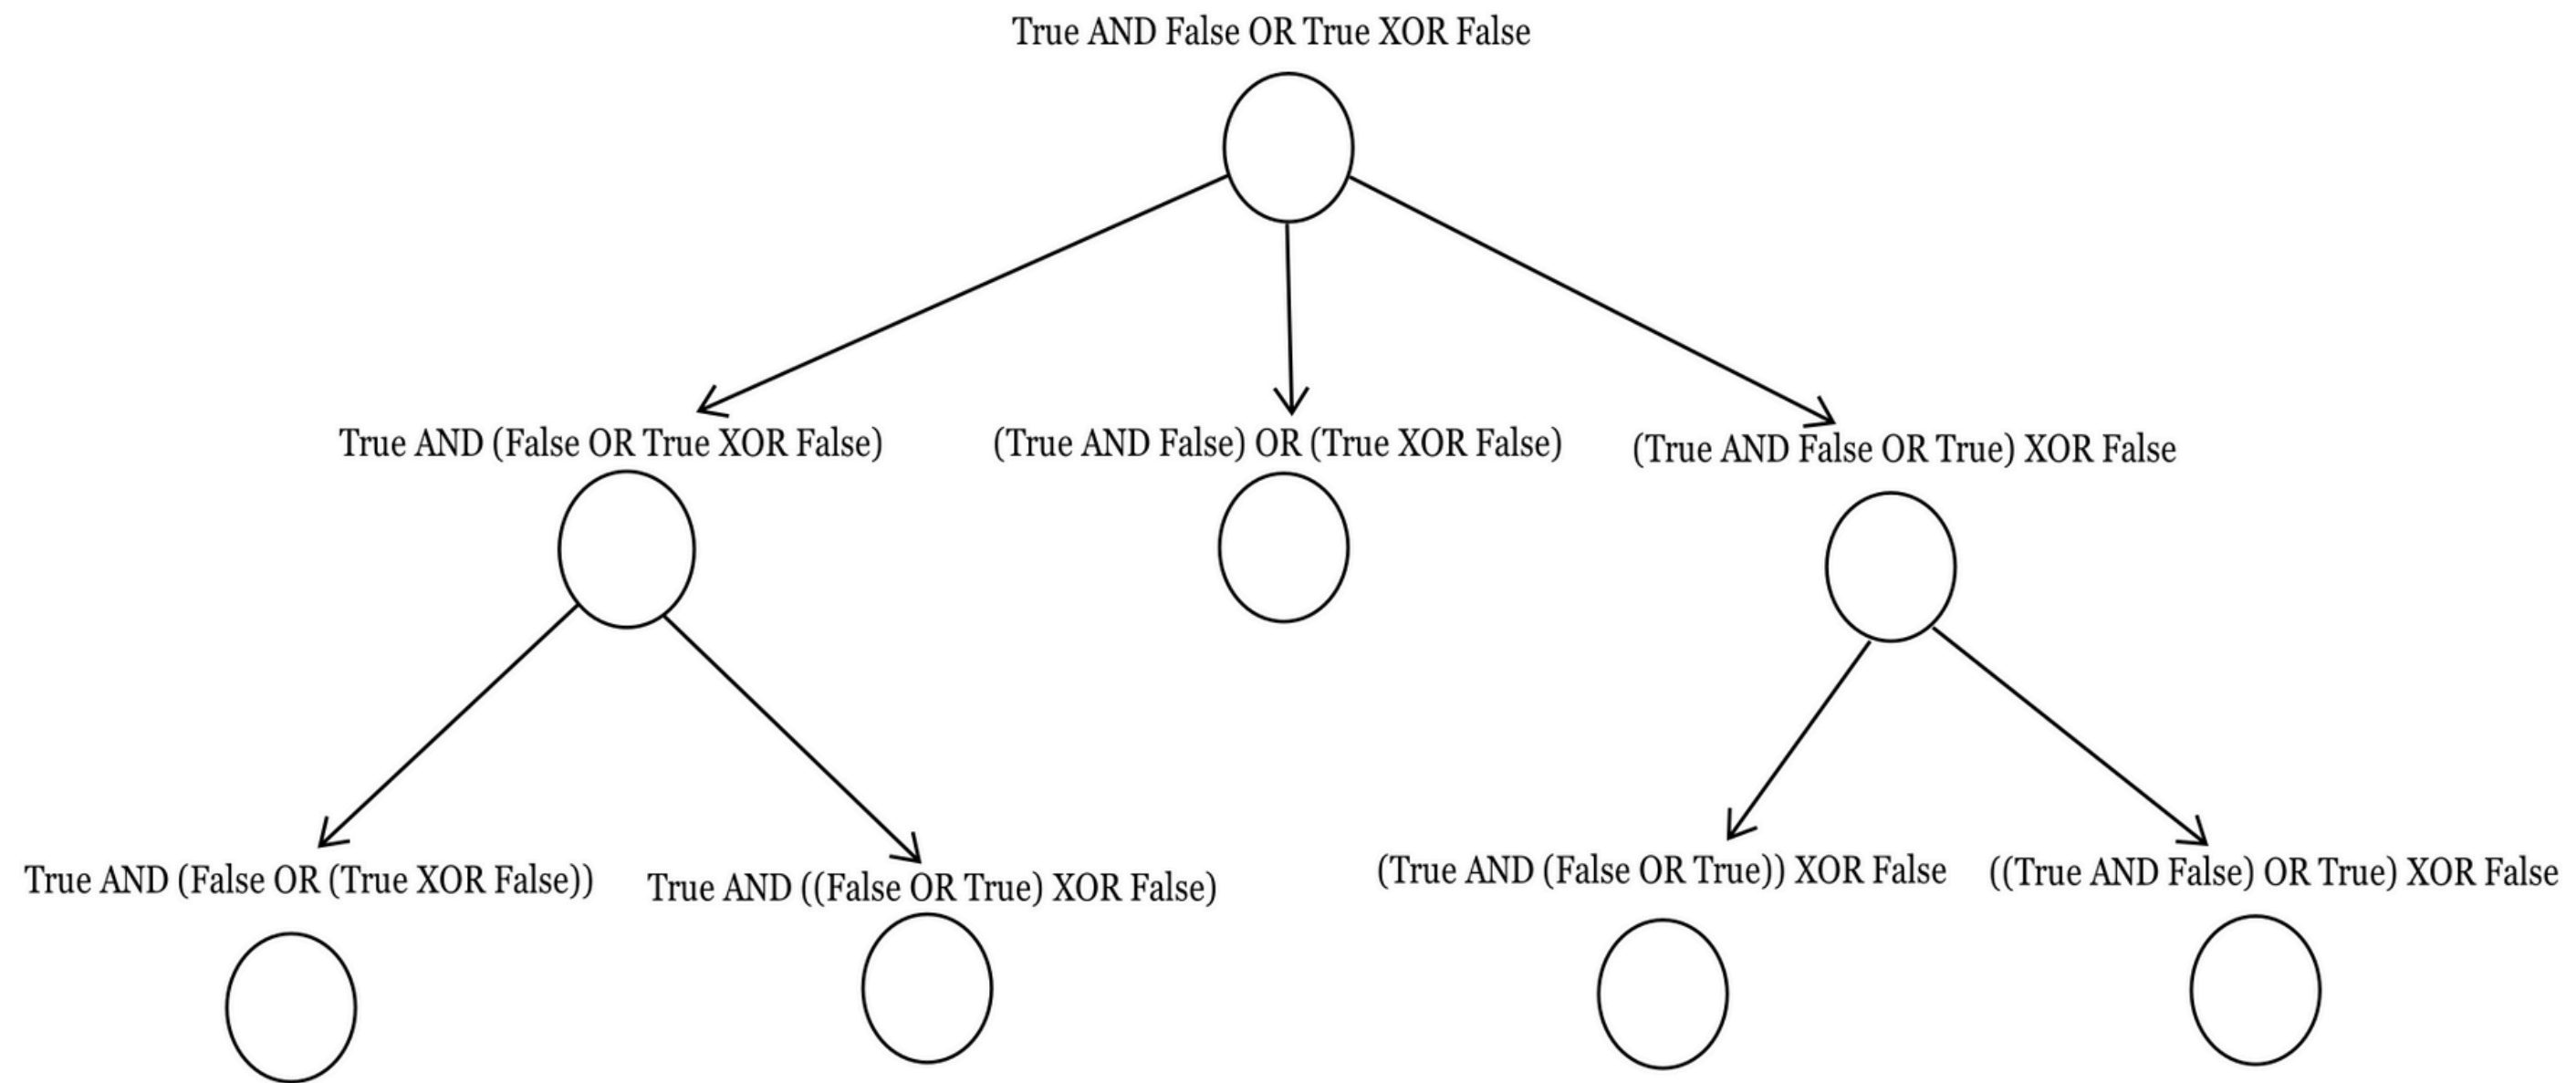 True AND False OR True XOR False
True AND (False OR True XOR False)
(True AND False) OR (True XOR False)
(True AND False OR True) XOR False
True AND (False OR (True XOR False))
True AND ((False OR True) XOR False)
(True AND (False OR True)) XOR False
((True AND False) OR True) XOR False